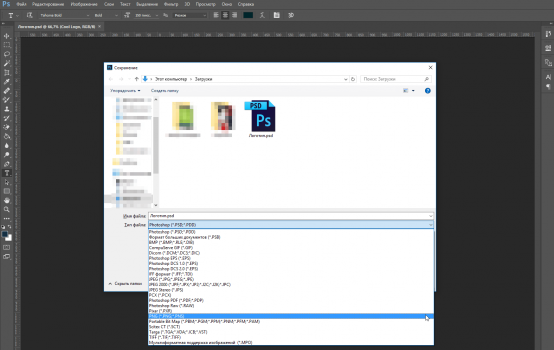 Ps Файл Редактирование Изображение Слои Текст Выделение Фильтр 3D Просмотр Окно Справка
Логотип.psd @ 66,7% (Cool Logo, RGB/8)
Сохранение
Этот компьютер > Загрузки
Поиск: Загрузки
Упорядочить Создать папку
PSD
Ps
Логотип.psd
Имя файла: Логотип.psd
Тип файла: Photoshop (*.PSD;*.PDD)
Photoshop (*.PSD;*.PDD)
Формат больших документов (*.PSB)
BMP (*.BMP;*.RLE;*.DIB)
CompuServe GIF (*.GIF)
Dicom (*.DCM;*.DC3;*.DIC)
Photoshop EPS (*.EPS)
Photoshop DCS 1.0 (*.EPS)
Photoshop DCS 2.0 (*.EPS)
IFF формат (*.IFF;*.TDI)
JPEG (*.JPG;*.JPEG;*.JPE)
JPEG 2000 (*.JPF;*.JPX;*.JP2;*.J2C;*.J2K;*.JPC)
JPEG Stereo (*.JPS)
PCX (*.PCX)
Photoshop PDF (*.PDF;*.PDP)
Photoshop Raw (*.RAW)
Pixar (*.PXR)
Portable Bit Map (*.PBM;*.PGM;*.PPM;*.PNM;*.PFM;*.PAM)
Scitex CT (*.SCT)
Targa (*.TGA;*.VDA;*.ICB;*.VST)
TIFF (*.TIF;*.TIFF)
Мультиформатная поддержка изображений (*.MPO)
Скрыть папки